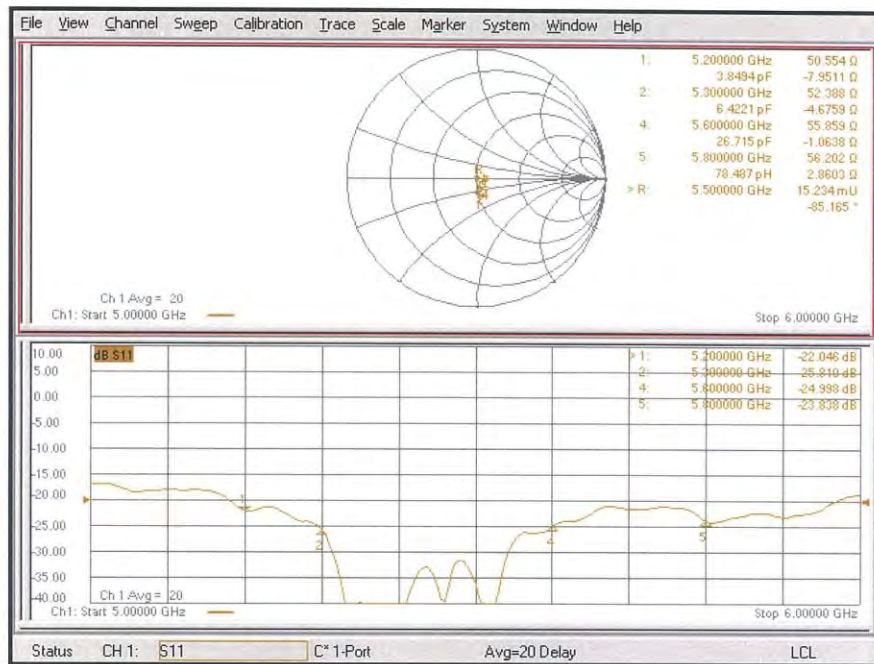 File View Channel Sweep Calibration Trace Scale Marker System Window Help
1: 5.200000 GHz 50.554 Ω
3.8494 pF -7.9511 Ω
2: 5.300000 GHz 52.388 Ω
6.4221 pF -4.6759 Ω
4: 5.600000 GHz 55.859 Ω
26.715 pF -1.0638 Ω
5: 5.800000 GHz 56.202 Ω
78.487 pH 2.8603 Ω
> R: 5.500000 GHz 15.234 mU
-85.165 °
Ch 1 Avg = 20
Ch1: Start 5.00000 GHz
Stop 6.00000 GHz
10.00
dB S11
5.00
0.00
-5.00
-10.00
-15.00
-20.00
-25.00
-30.00
-35.00
-40.00
> 1: 5.200000 GHz -22.046 dB
2: 5.300000 GHz -25.810 dB
4: 5.600000 GHz -24.998 dB
5: 5.800000 GHz -23.838 dB
1
2
4
5
Ch 1 Avg = 20
Ch1: Start 5.00000 GHz
Stop 6.00000 GHz
Status CH 1: S11 C* 1-Port Avg=20 Delay LCL